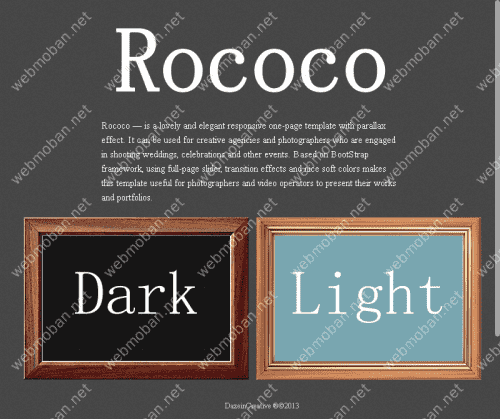 Rococo
Rococo — is a lovely and elegant responsive one-page template with parallax
effect. It can be used for creative agencies and photographers who are engaged
in shooting weddings, celebrations and other events. Based on BootStrap
framework, using full-page slider, transition effects and nice soft colors makes
this template useful for photographers and video operators to present their works
and portfolios.
Dark
Light
DazeinCreative ®©2013
webmoban.net